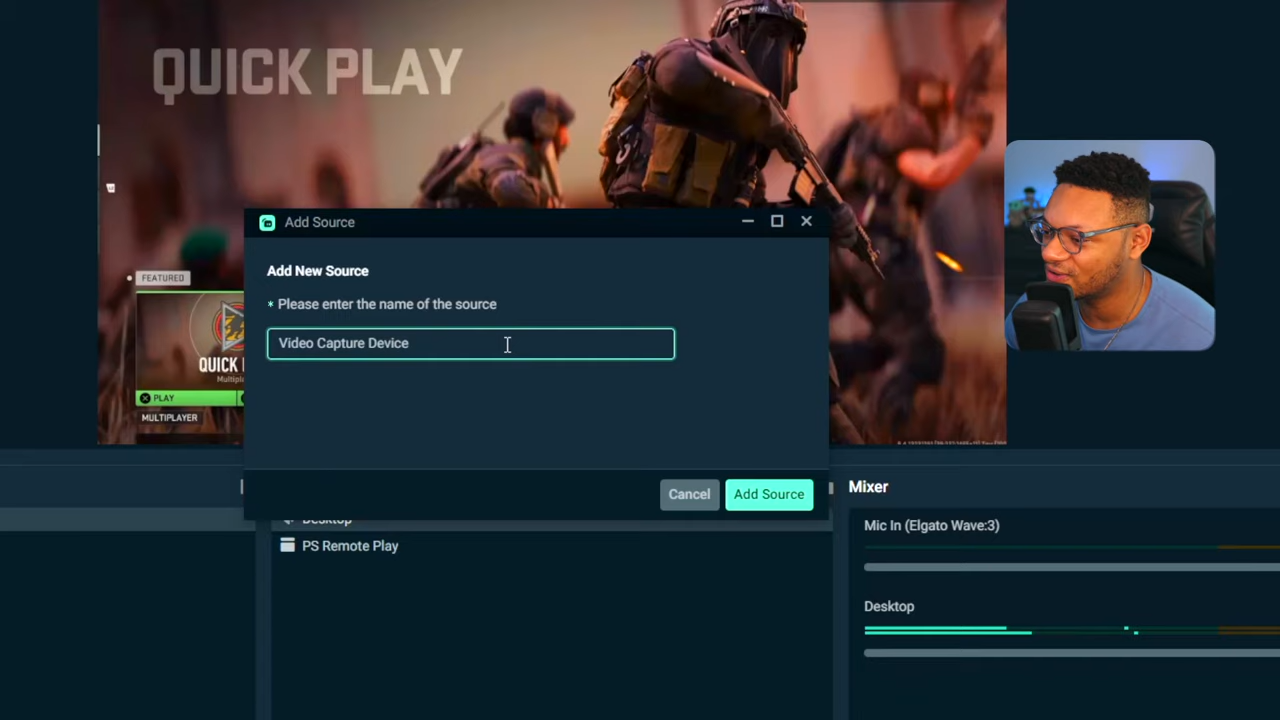 QUICK PLAY
Add Source
Add New Source
* Please enter the name of the source
FEATURED
Video Capture Device
QUICK
PLAY
MULTIPLAYER
Cancel
Add Source
Mixer
Desktop
Mic In (Elgato Wave:3)
PS Remote Play
Desktop